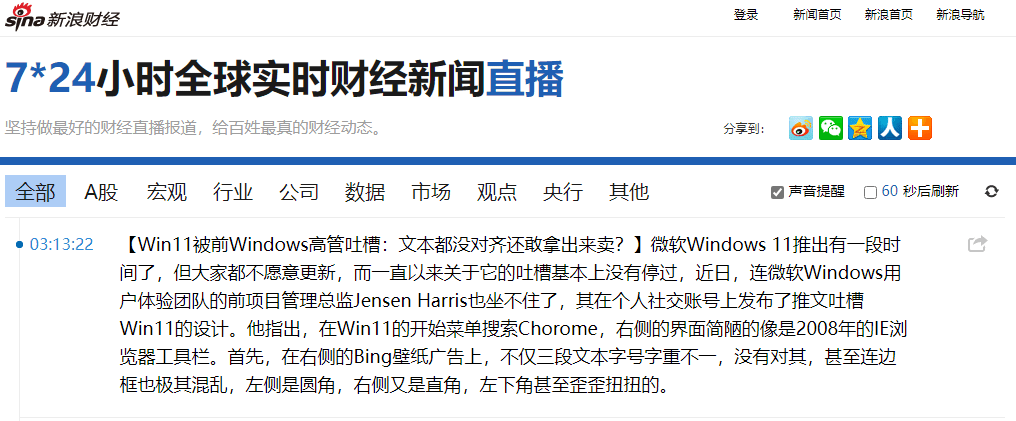 sina 新浪财经
登录 新闻首页 新浪首页 新浪导航
7*24小时全球实时财经新闻直播
坚持做最好的财经直播报道，给百姓最真的财经动态。
分享到：
全部 A股 宏观 行业 公司 数据 市场 观点 央行 其他 声音提醒 60 秒后刷新
03:13:22 【Win11被前Windows高管吐槽：文本都没对齐还敢拿出来卖？】微软Windows 11推出有一段时
间了，但大家都不愿意更新，而一直以来关于它的吐槽基本上没有停过，近日，连微软Windows用
户体验团队的前项目管理总监Jensen Harris也坐不住了，其在个人社交账号上发布了推文吐槽
Win11的设计。他指出，在Win11的开始菜单搜索Chorome，右侧的界面简陋的像是2008年的IE浏
览器工具栏。首先，在右侧的Bing壁纸广告上，不仅三段文本字号字重不一，没有对其，甚至连边
框也极其混乱，左侧是圆角，右侧又是直角，左下角甚至歪歪扭扭的。